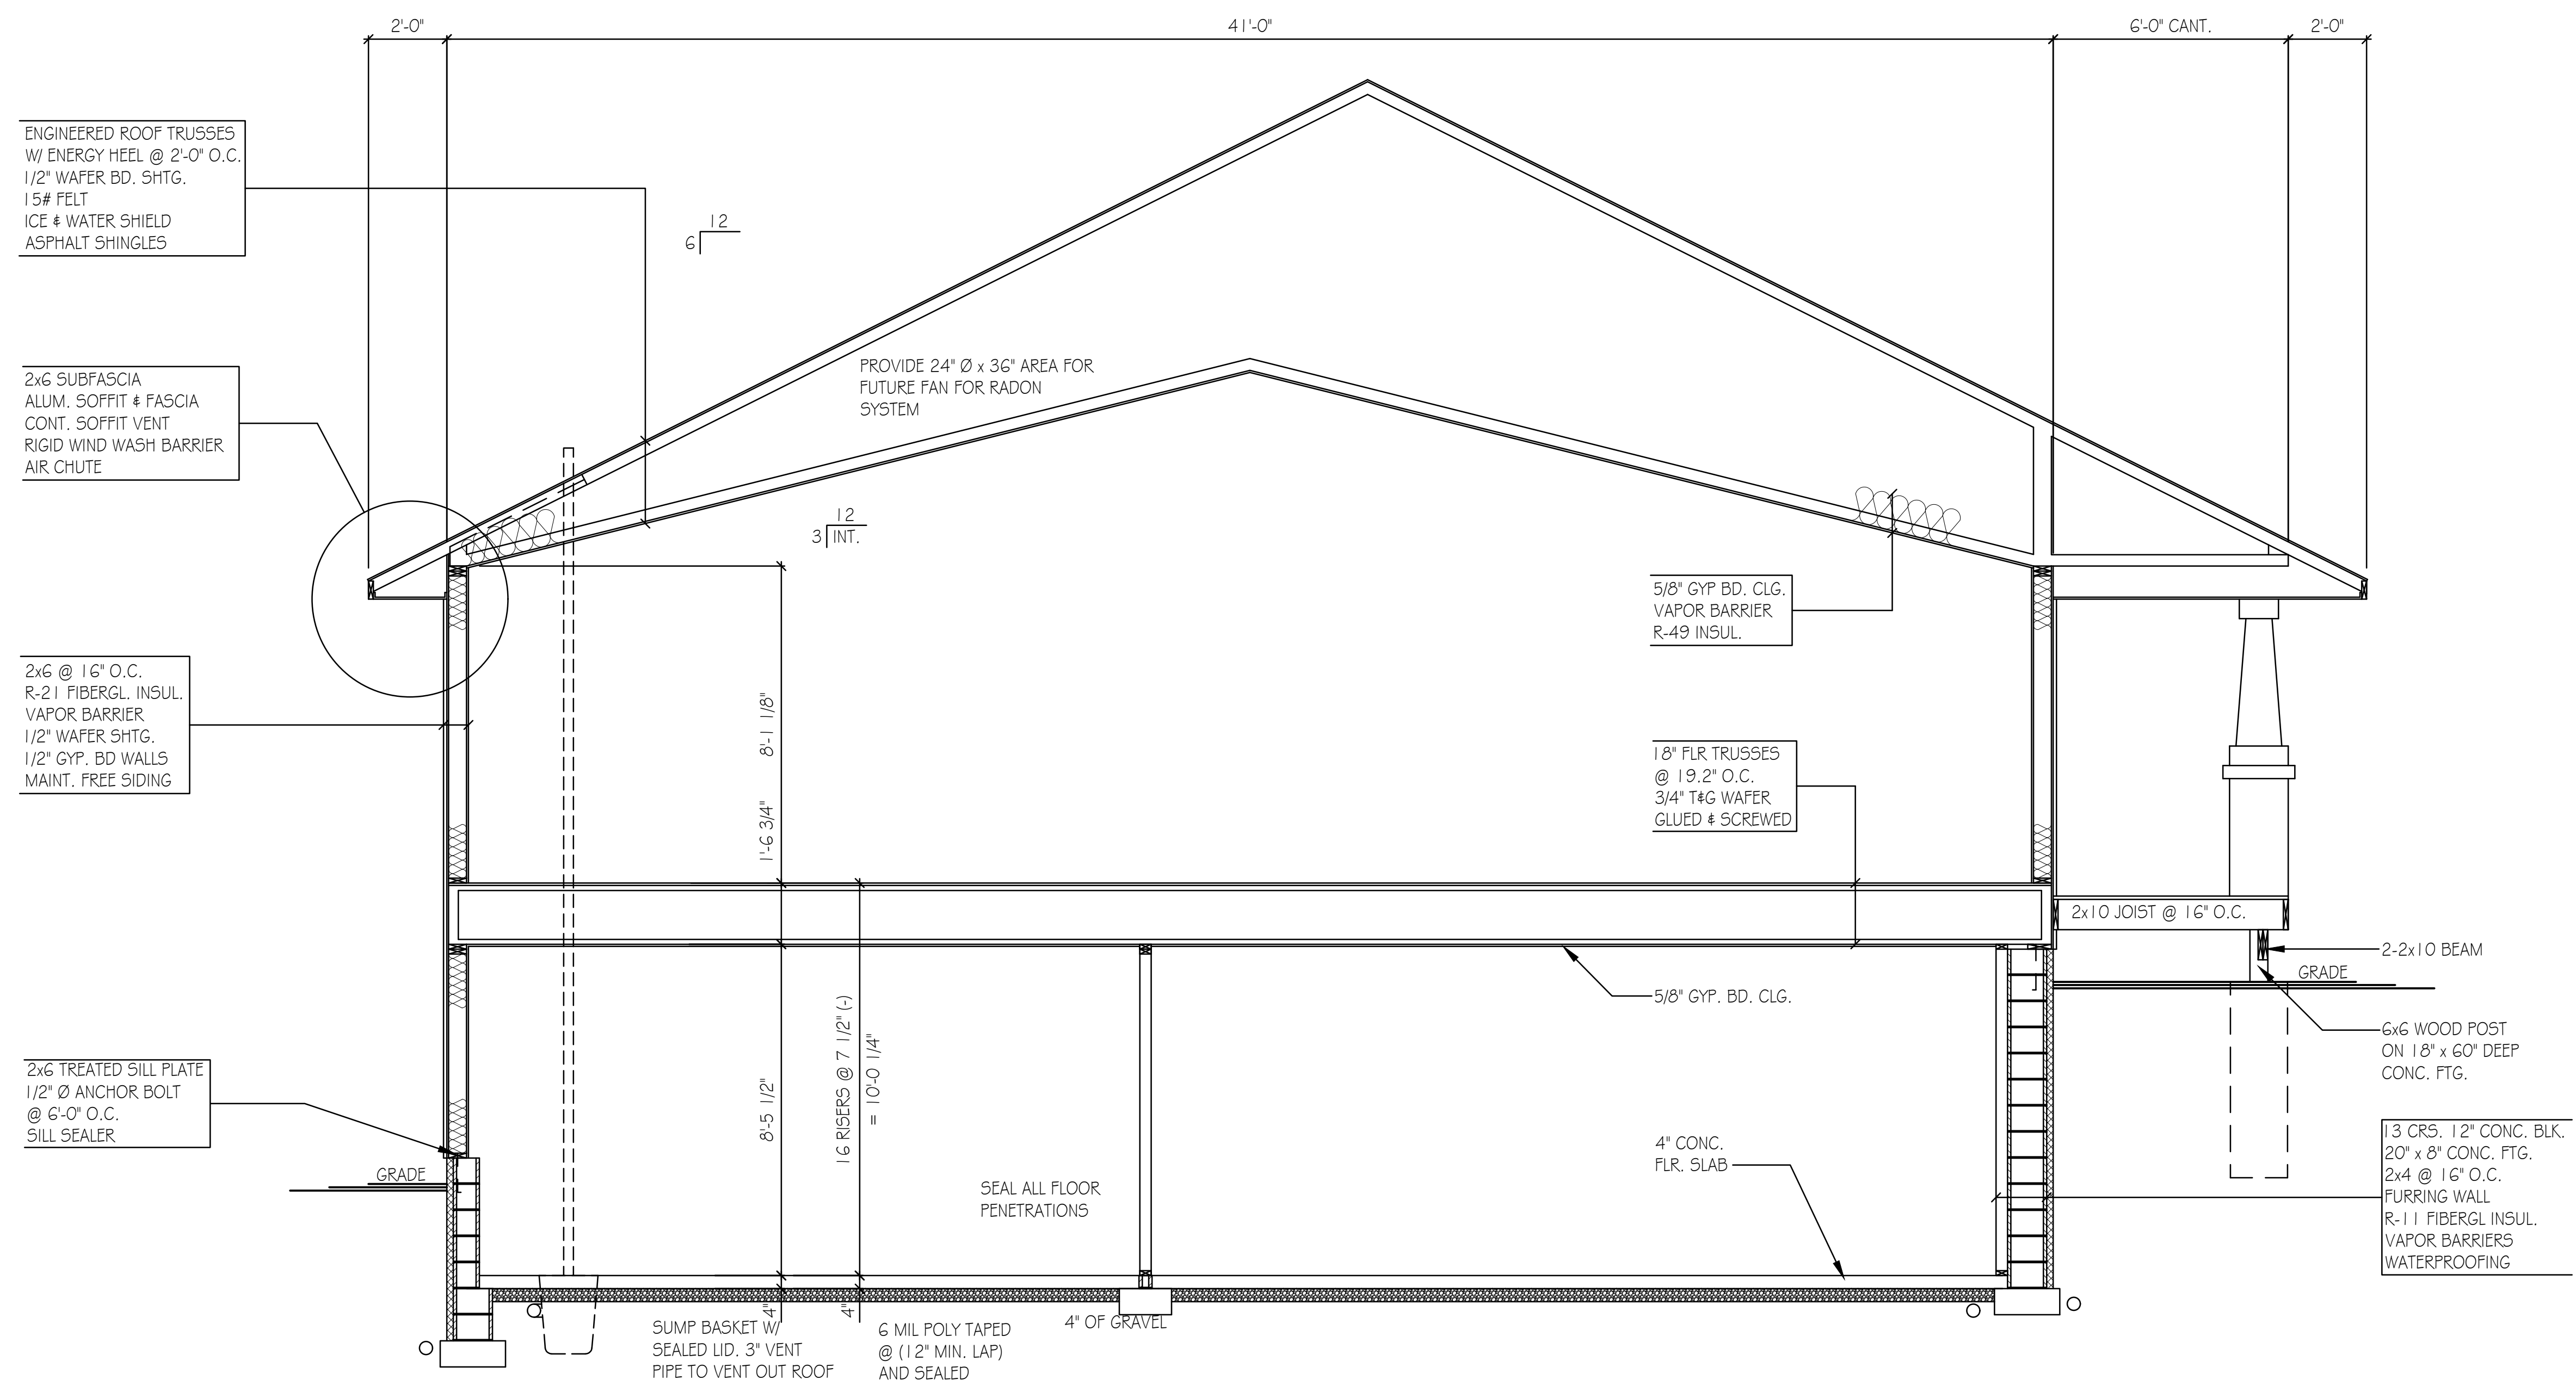 2'-0"
41'-0"
6'-0" CANT.
2'-0"
ENGINEERED ROOF TRUSSES
W/ ENERGY HEEL @ 2'-0" O.C.
1/2" WAFER BD. SHTG.
15# FELT
ICE & WATER SHIELD
ASPHALT SHINGLES
12
6
2x6 SUBFASCIA
ALUM. SOFFIT & FASCIA
CONT. SOFFIT VENT
RIGID WIND WASH BARRIER
AIR CHUTE
PROVIDE 24" Ø x 36" AREA FOR
FUTURE FAN FOR RADON
SYSTEM
12
3 INT.
5/8" GYP BD. CLG.
VAPOR BARRIER
R-49 INSUL.
2x6 @ 16" O.C.
R-21 FIBERGL. INSUL.
VAPOR BARRIER
1/2" WAFER SHTG.
1/2" GYP. BD WALLS
MAINT. FREE SIDING
8'-1 1/8"
1'-6 3/4"
18" FLR TRUSSES
@ 19.2" O.C.
3/4" T&G WAFER
GLUED & SCREWED
2x10 JOIST @ 16" O.C.
2-2x10 BEAM
GRADE
5/8" GYP. BD. CLG.
6x6 WOOD POST
ON 18" x 60" DEEP
CONC. FTG.
8'-5 1/2"
16 RISERS @ 7 1/2" (-)
= 10'-0 1/4"
2x6 TREATED SILL PLATE
1/2" Ø ANCHOR BOLT
@ 6'-0" O.C.
SILL SEALER
GRADE
SEAL ALL FLOOR
PENETRATIONS
4" CONC.
FLR. SLAB
13 CRS. 12" CONC. BLK.
20" x 8" CONC. FTG.
2x4 @ 16" O.C.
FURRING WALL
R-11 FIBERGL INSUL.
VAPOR BARRIERS
WATERPROOFING
4"
4"
4" OF GRAVEL
SUMP BASKET W/
SEALED LID. 3" VENT
PIPE TO VENT OUT ROOF
6 MIL POLY TAPED
@ (12" MIN. LAP)
AND SEALED